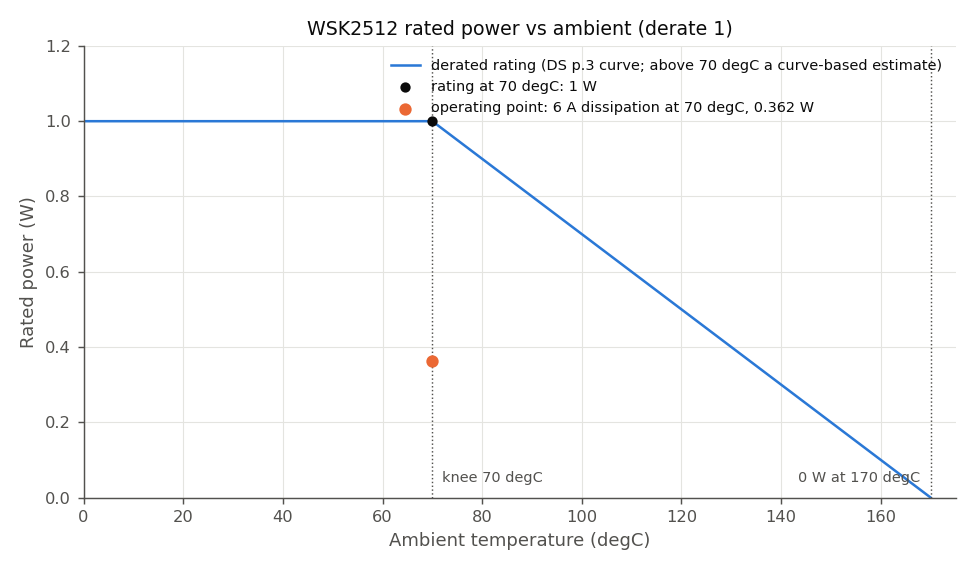 WSK2512 rated power vs ambient (derate 1)
derated rating (DS p.3 curve; above 70 degC a curve-based estimate)
rating at 70 degC: 1 W
operating point: 6 A dissipation at 70 degC, 0.362 W
Rated power (W)
1.2
1.0
0.8
0.6
0.4
0.2
0.0
knee 70 degC
0 W at 170 degC
0 20 40 60 80 100 120 140 160
Ambient temperature (degC)